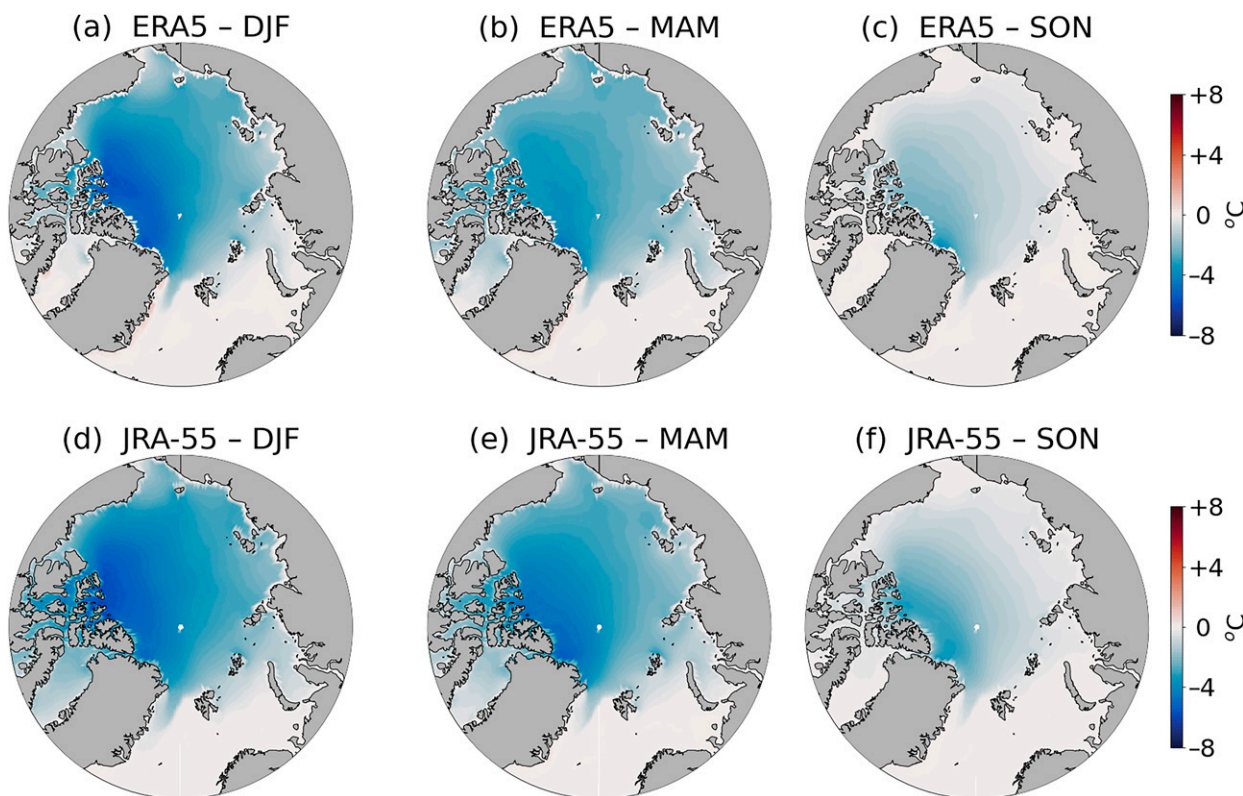 (a) ERA5 – DJF
(b) ERA5 – MAM
(c) ERA5 – SON
+8
+4
0
–4
–8
°C
(d) JRA-55 – DJF
(e) JRA-55 – MAM
(f) JRA-55 – SON
+8
+4
0
–4
–8
°C